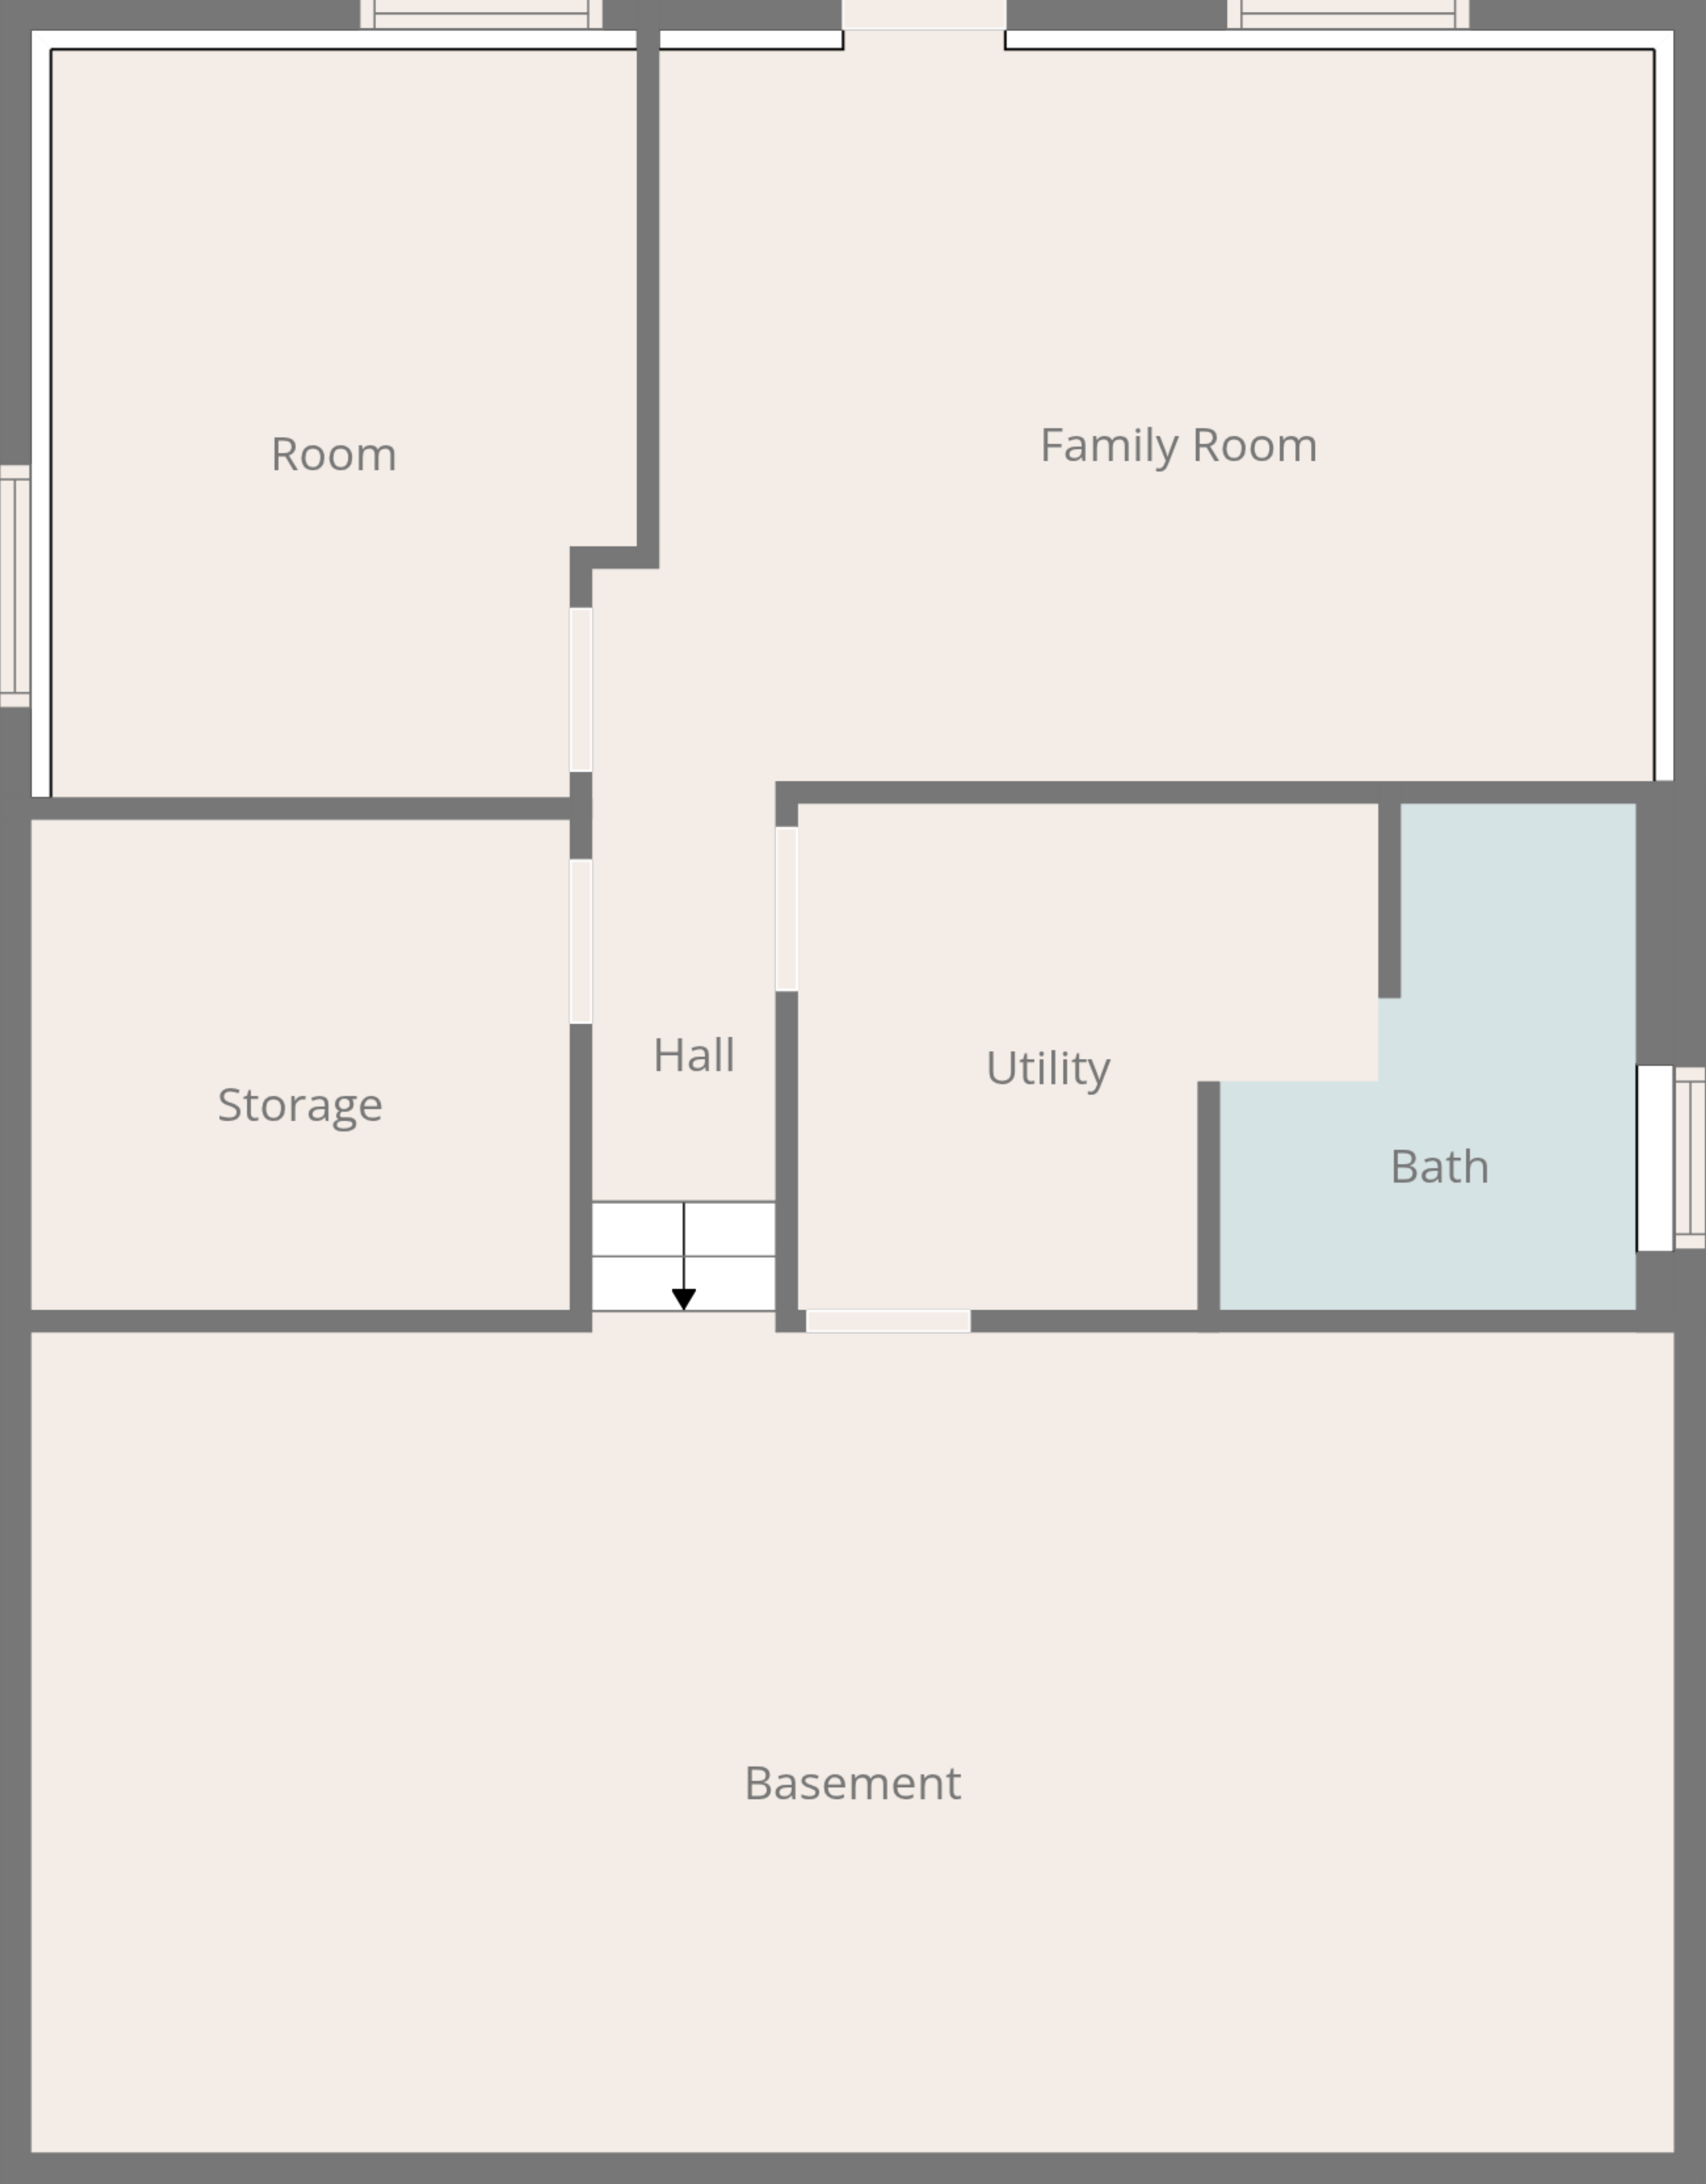 Family Room
Room
Hall
Utility
Storage
Bath
Basement